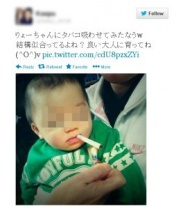 りょーちゃんにタバコ吸わせてみたなうw
結構似合ってるよね？良い大人に育ってね
(^O^)v pic.twitter.com/cdU8pzxZYi
Reply Retweet Favorite More